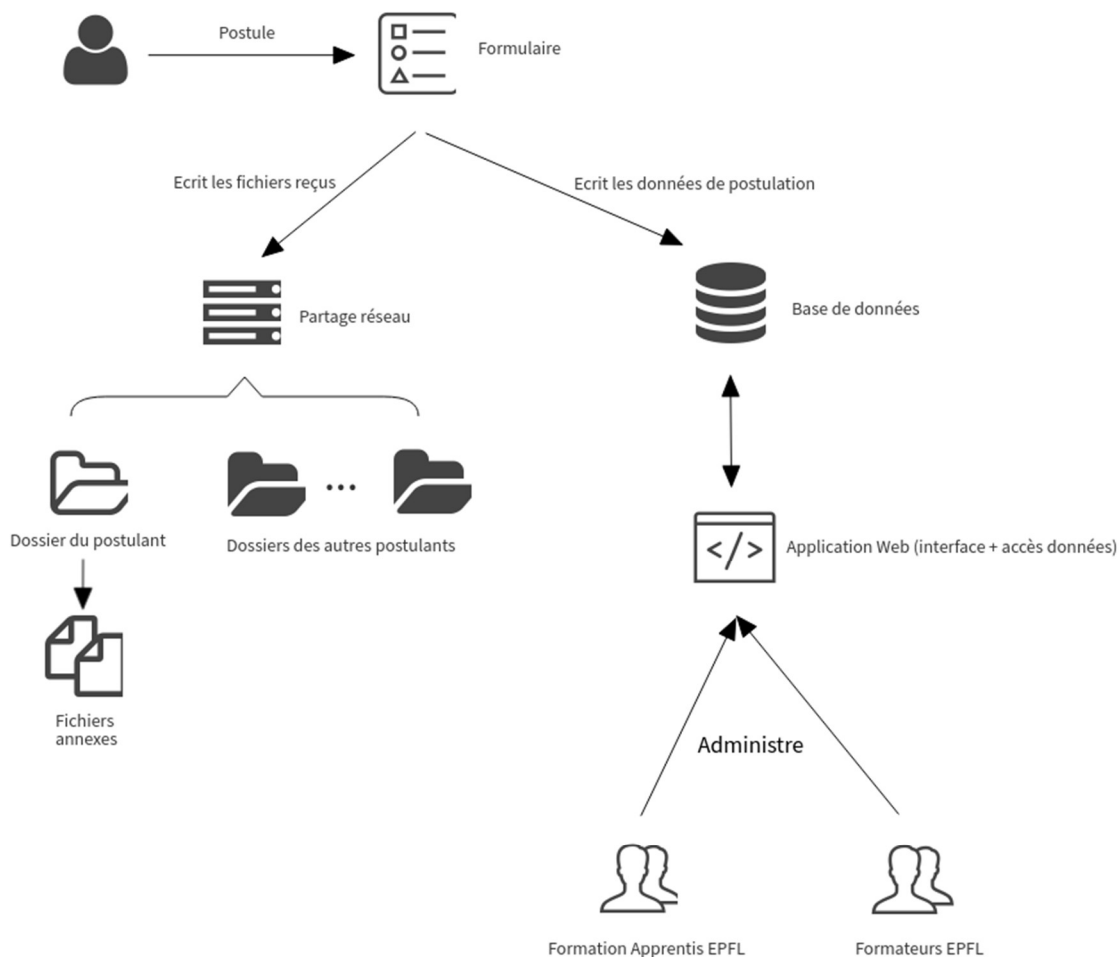 Postule
Formulaire
Ecrit les fichiers reçus
Ecrit les données de postulation
Partage réseau
Base de données
Dossier du postulant
...
Dossiers des autres postulants
</>
Application Web (interface + accès données)
Fichiers
annexes
Administre
Formation Apprentis EPFL
Formateurs EPFL